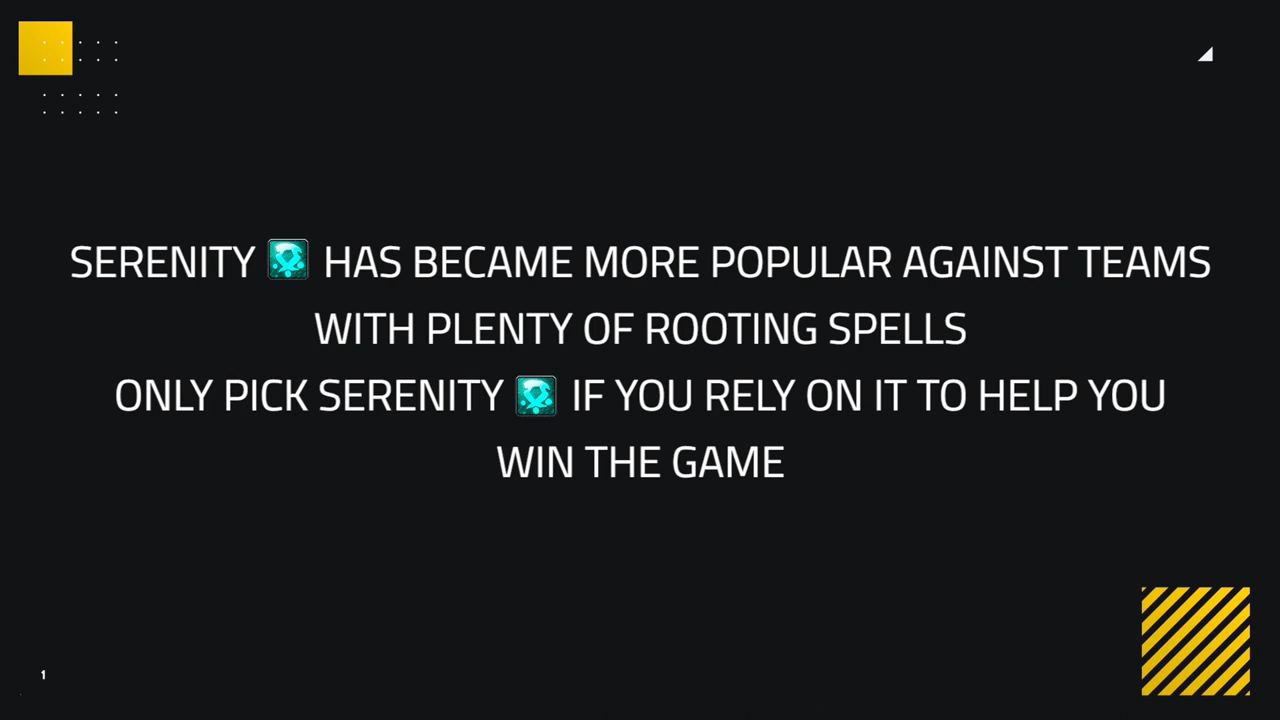 SERENITY HAS BECAME MORE POPULAR AGAINST TEAMS
WITH PLENTY OF ROOTING SPELLS
ONLY PICK SERENITY IF YOU RELY ON IT TO HELP YOU
WIN THE GAME
1